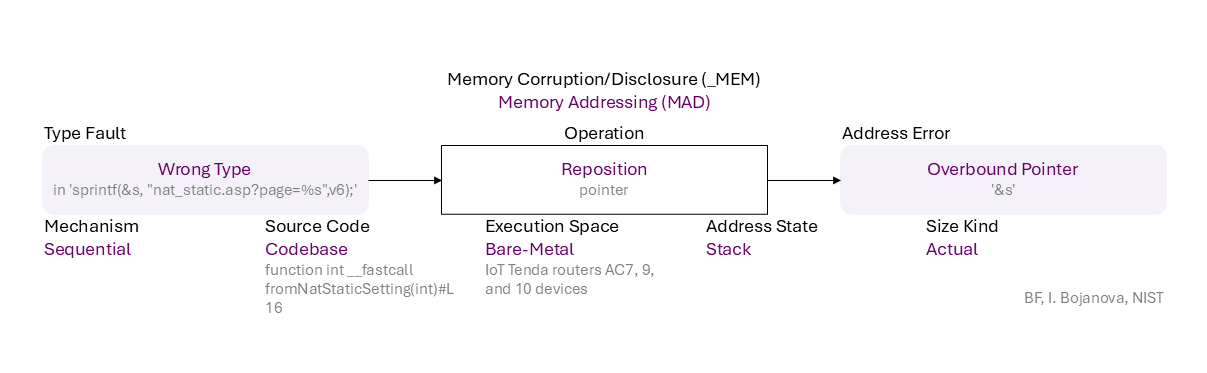 Memory Corruption/Disclosure (_MEM)
Memory Addressing (MAD)
Type Fault
Operation
Address Error
Wrong Type
in 'sprintf(&s, "nat_static.asp?page=%s",v6);'
Reposition
pointer
Overbound Pointer
'&s'
Mechanism
Sequential
Source Code
Codebase
function int __fastcall
fromNatStaticSetting(int)#L
16
Execution Space
Bare-Metal
IoT Tenda routers AC7, 9,
and 10 devices
Address State
Stack
Size Kind
Actual
BF, I. Bojanova, NIST